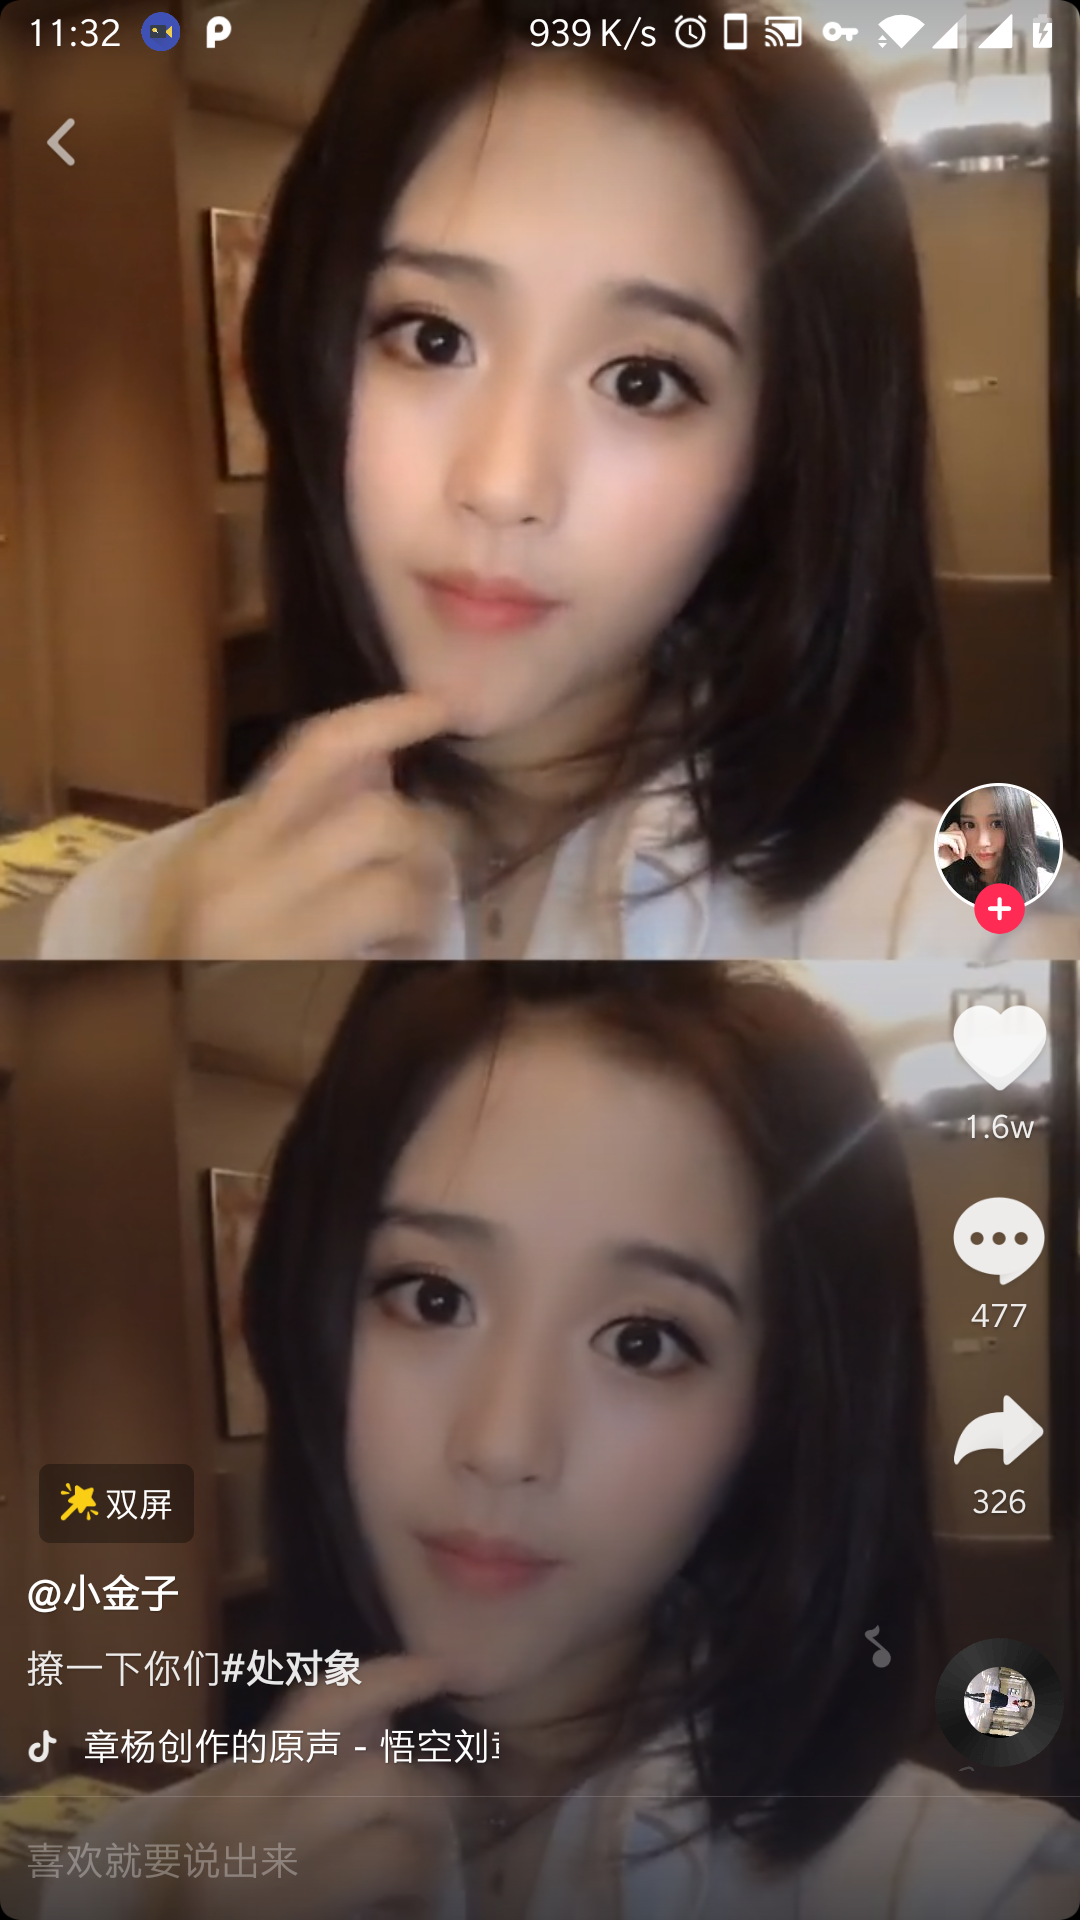 11:32 939 K/s
1.6w
477
326
双屏
@小金子
撩一下你们#处对象
章杨创作的原声 - 悟空刘
喜欢就要说出来